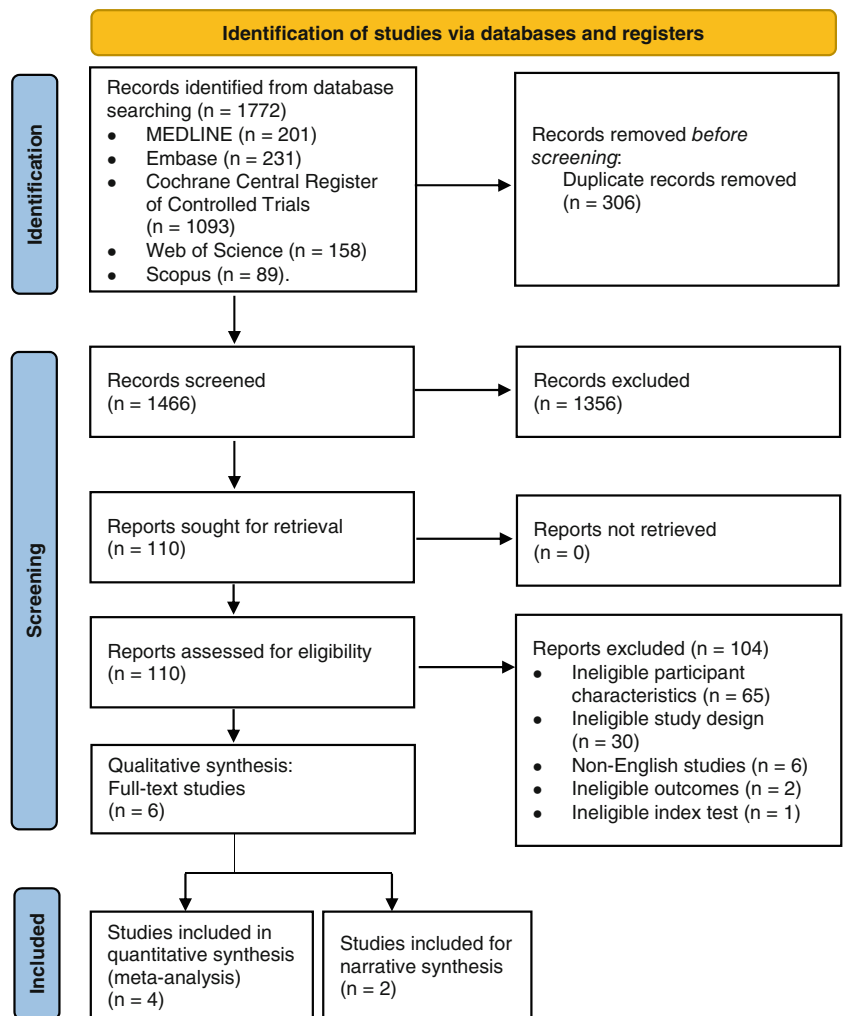 Identification of studies via databases and registers
Identification
Records identified from database
searching (n = 1772)
● MEDLINE (n = 201)
● Embase (n = 231)
● Cochrane Central Register
of Controlled Trials
(n = 1093)
● Web of Science (n = 158)
● Scopus (n = 89).
Records removed before
screening:
Duplicate records removed
(n = 306)
Screening
Records screened
(n = 1466)
Records excluded
(n = 1356)
Reports sought for retrieval
(n = 110)
Reports not retrieved
(n = 0)
Reports assessed for eligibility
(n = 110)
Reports excluded (n = 104)
● Ineligible participant
characteristics (n = 65)
● Ineligible study design
(n = 30)
● Non-English studies (n = 6)
● Ineligible outcomes (n = 2)
● Ineligible index test (n = 1)
Qualitative synthesis:
Full-text studies
(n = 6)
Included
Studies included in
quantitative synthesis
(meta-analysis)
(n = 4)
Studies included for
narrative synthesis
(n = 2)